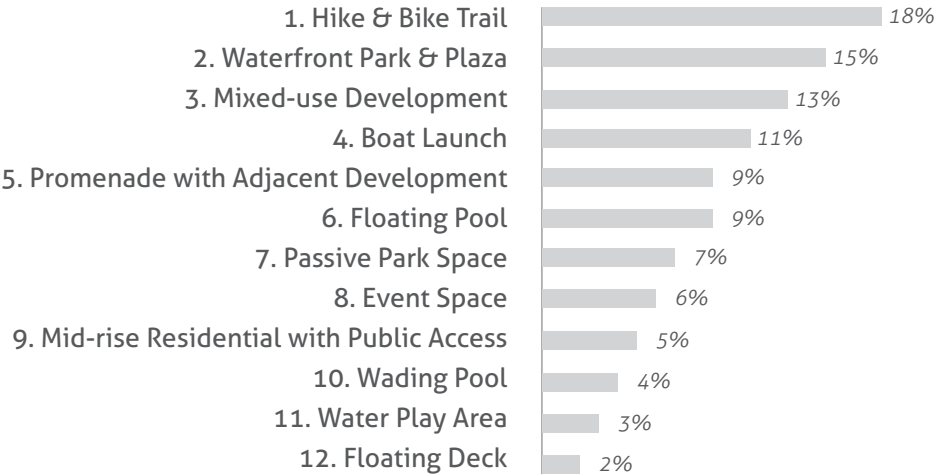 1. Hike & Bike Trail 18%
2. Waterfront Park & Plaza 15%
3. Mixed-use Development 13%
4. Boat Launch 11%
5. Promenade with Adjacent Development 9%
6. Floating Pool 9%
7. Passive Park Space 7%
8. Event Space 6%
9. Mid-rise Residential with Public Access 5%
10. Wading Pool 4%
11. Water Play Area 3%
12. Floating Deck 2%